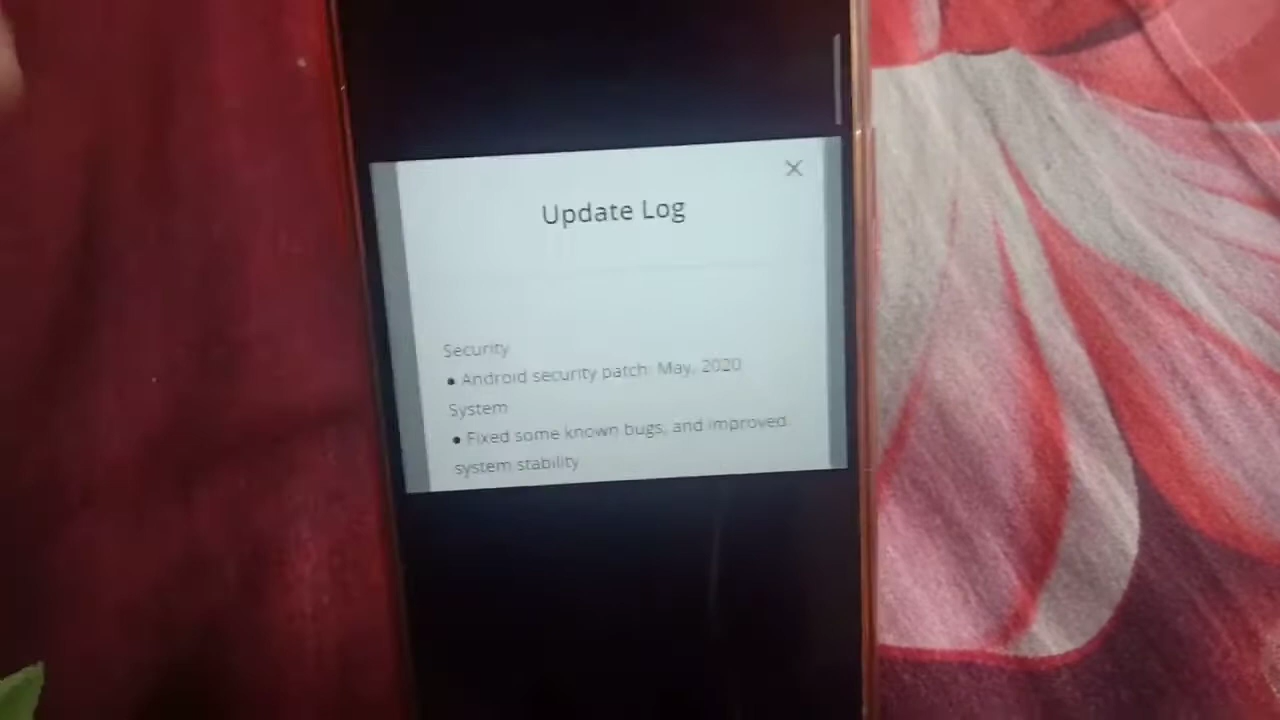 Update Log
Security
● Android security patch: May, 2020
System
● Fixed some known bugs, and improved
system stability